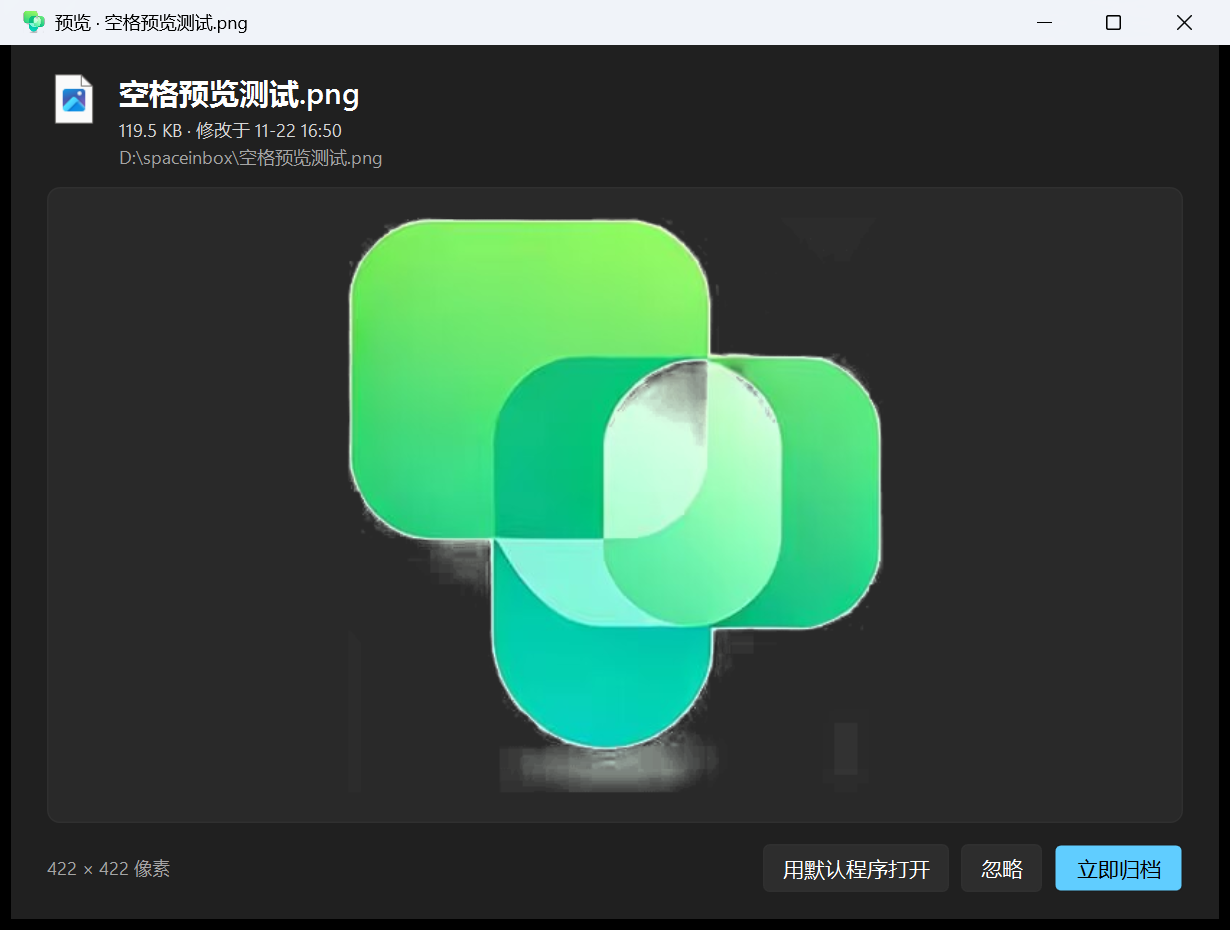 预览 · 空格预览测试.png
空格预览测试.png
119.5 KB · 修改于 11-22 16:50
D:\spaceinbox\空格预览测试.png
422 × 422 像素
用默认程序打开
忽略
立即归档